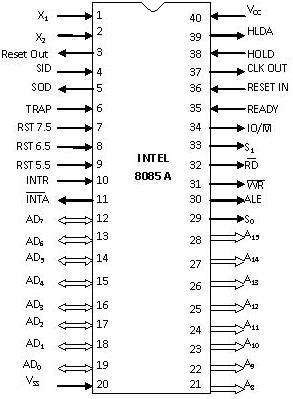 X₁ 1 40 Vcc
X₂ 2 39 HLDA
Reset Out 3 38 HOLD
SID 4 37 CLK OUT
SOD 5 36 RESET IN
TRAP 6 35 READY
RST 7.5 7 34 IO/M̅
RST 6.5 8 33 S₁
RST 5.5 9 INTEL 32 R̅D̅
INTR 10 8085 A 31 W̅R̅
I̅N̅T̅A̅ 11 30 ALE
AD₇ 12 29 S₀
AD₆ 13 28 A₁₅
AD₅ 14 27 A₁₄
AD₄ 15 26 A₁₃
AD₃ 16 25 A₁₂
AD₂ 17 24 A₁₁
AD₁ 18 23 A₁₀
AD₀ 19 22 A₉
Vss 20 21 A₈